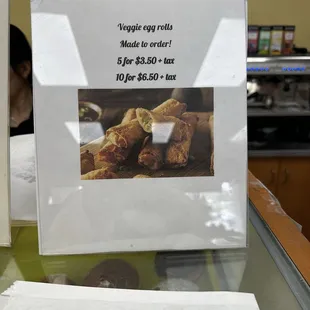 Veggie egg rolls
Made to order!
5 for $3.50 + tax
10 for $6.50 + tax